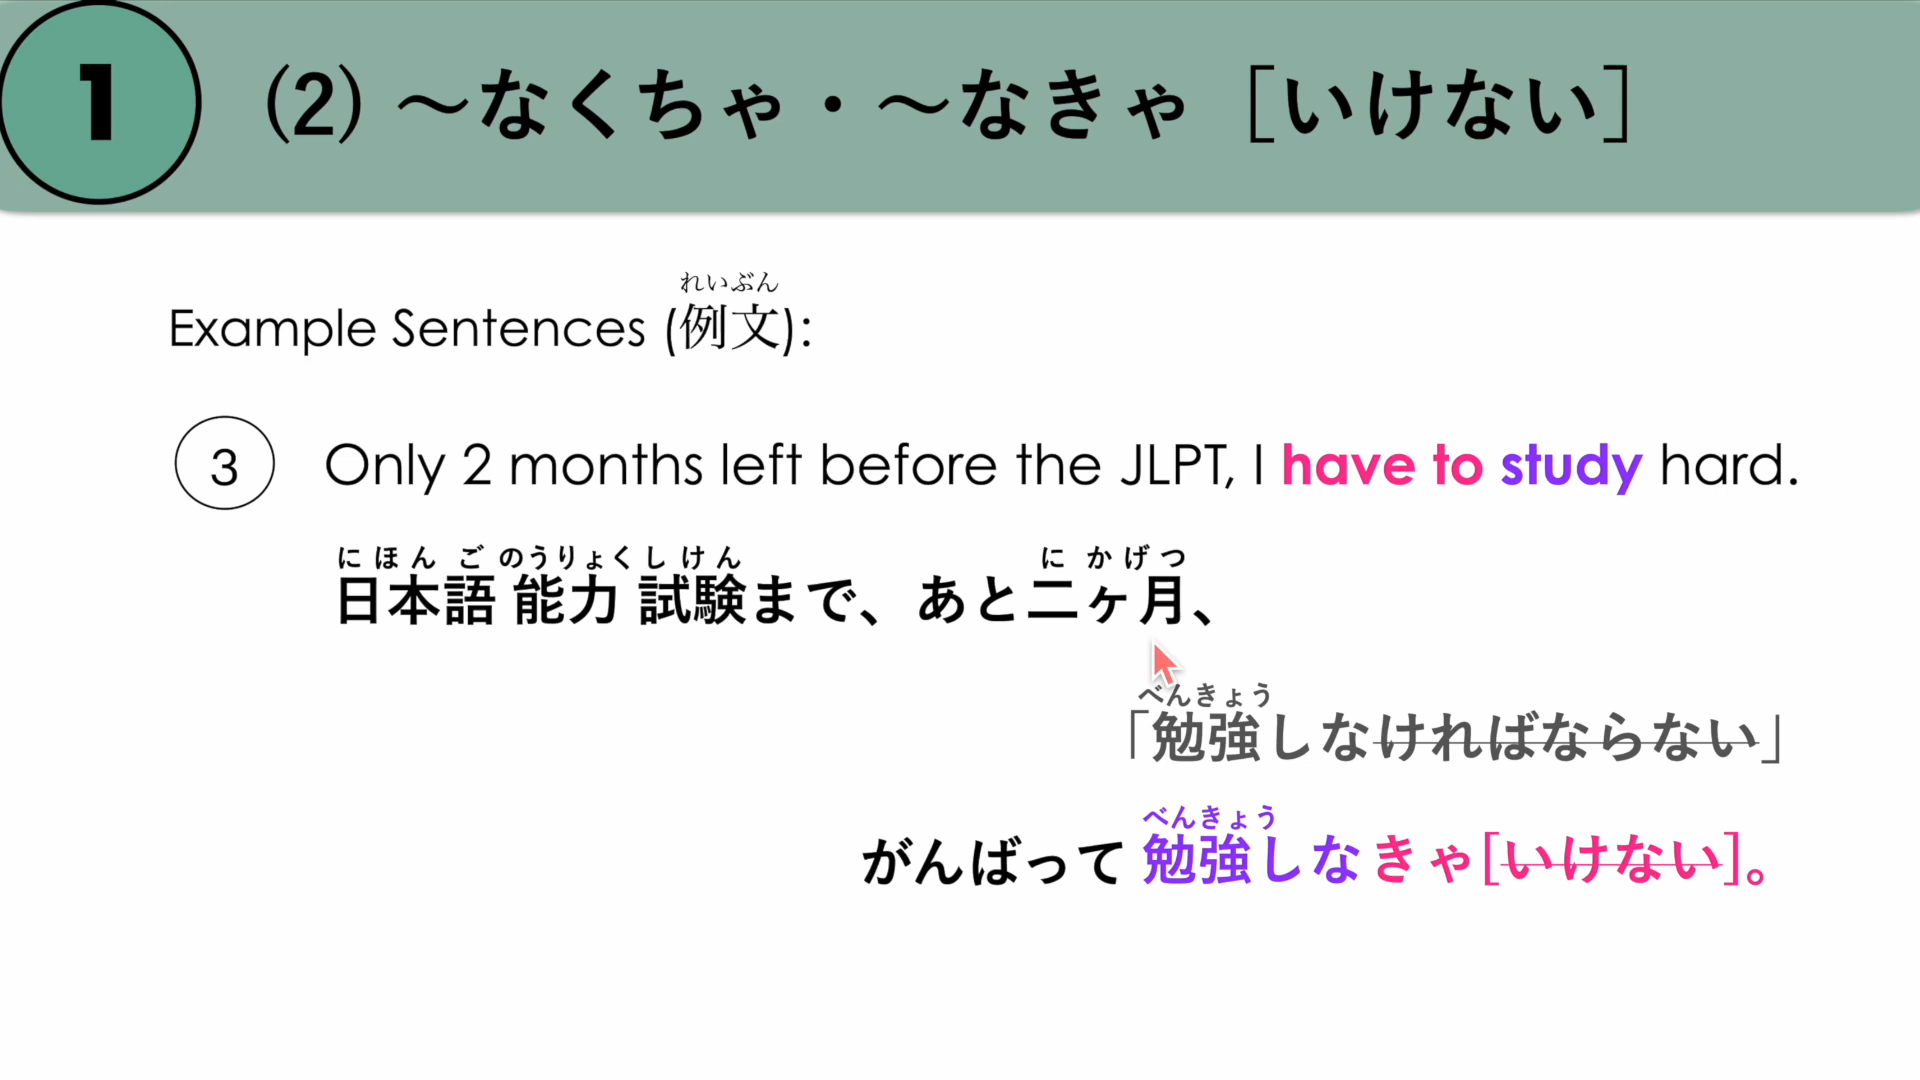 1
(2) ～なくちゃ・～なきゃ［いけない］
れいぶん
Example Sentences (例文):
3
Only 2 months left before the JLPT, I have to study hard.
に ほ ん ご のうりょく し け ん に か げ つ
日本語 能力 試験まで、あと二ヶ月、
べんきょう
「勉強しなければならない」
べんきょう
がんばって 勉強しなきゃ[いけない]。